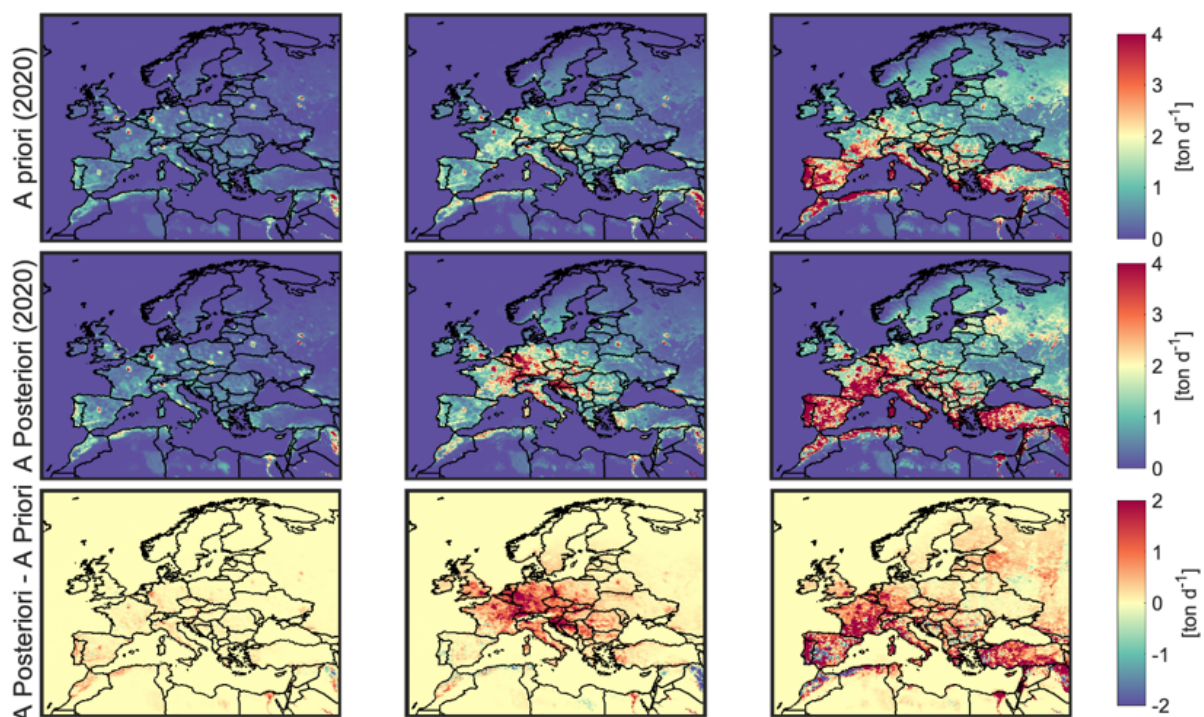 A priori (2020)
4
3
2
1
0
[ton d⁻¹]
A Posteriori (2020)
4
3
2
1
0
[ton d⁻¹]
A Posteriori - A Priori
2
1
0
-1
-2
[ton d⁻¹]